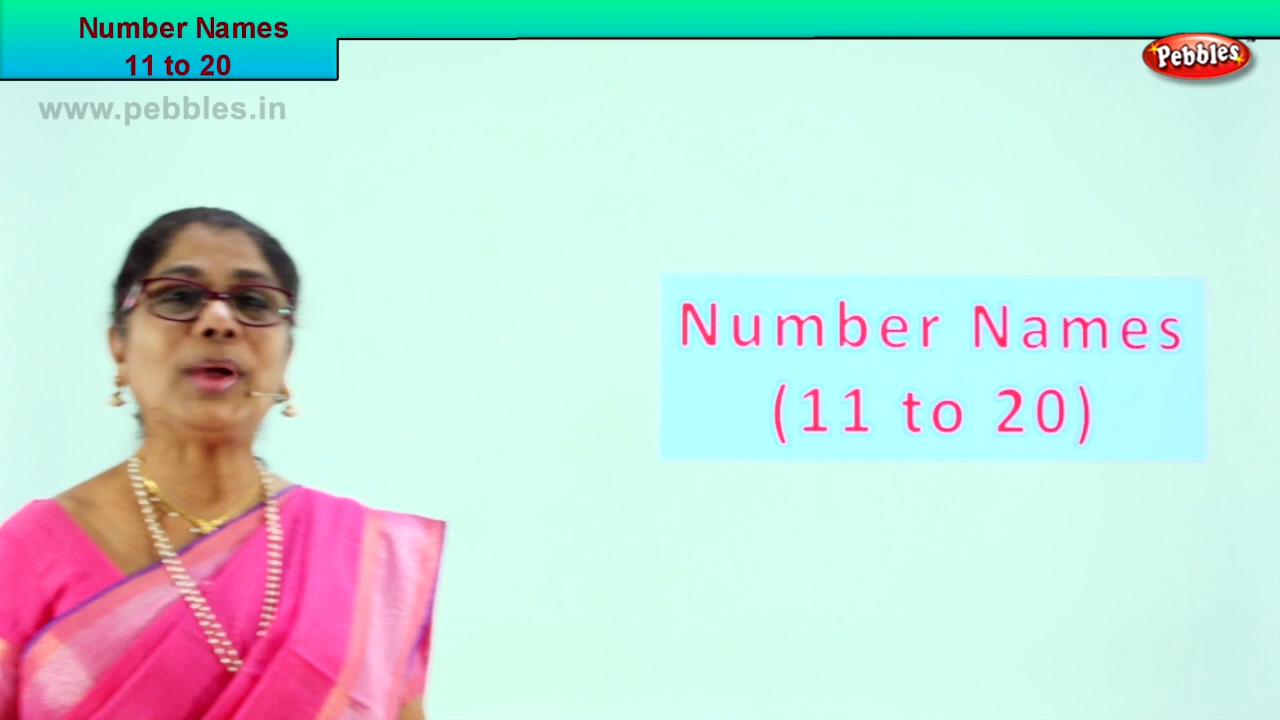 Number Names
11 to 20
Pebbles
www.pebbles.in
Number Names
(11 to 20)